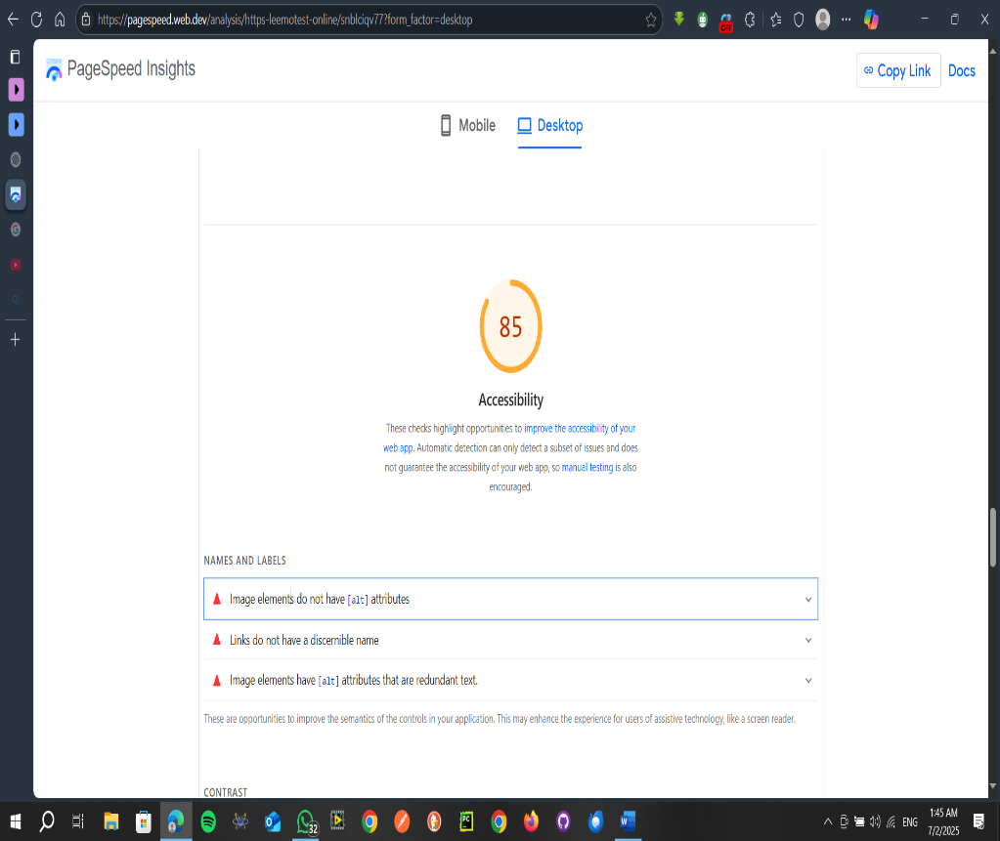 https://pagespeed.web.dev/analysis/https-leemotest-online/snblciqv77?form_factor=desktop
OFF
PageSpeed Insights
Copy Link
Docs
Mobile
Desktop
85
Accessibility
These checks highlight opportunities to improve the accessibility of your
web app. Automatic detection can only detect a subset of issues and does
not guarantee the accessibility of your web app, so manual testing is also
encouraged.
NAMES AND LABELS
Image elements do not have [alt] attributes
Links do not have a discernible name
Image elements have [alt] attributes that are redundant text.
These are opportunities to improve the semantics of the controls in your application. This may enhance the experience for users of assistive technology, like a screen reader.
CONTRAST
32
PC
W
ENG
1:45 AM
7/2/2025